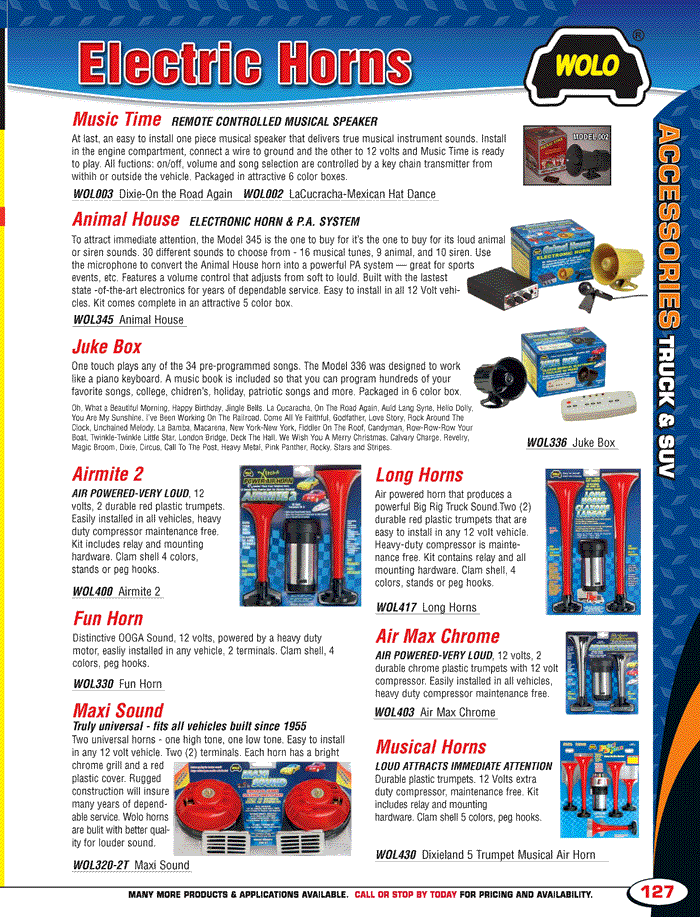 Electric Horns
WOLO
®
Music Time REMOTE CONTROLLED MUSICAL SPEAKER
At last, an easy to install one piece musical speaker that delivers true musical instrument sounds. Install
in the engine compartment, connect a wire to ground and the other to 12 volts and Music Time is ready
to play. All fuctions: on/off, volume and song selection are controlled by a key chain transmitter from
withih or outside the vehicle. Packaged in attractive 6 color boxes.
WOL003 Dixie-On the Road Again WOL002 LaCucracha-Mexican Hat Dance
MODEL 002
Animal House ELECTRONIC HORN & P.A. SYSTEM
To attract immediate attention, the Model 345 is the one to buy for it's the one to buy for its loud animal
or siren sounds. 30 different sounds to choose from - 16 musical tunes, 9 animal, and 10 siren. Use
the microphone to convert the Animal House horn into a powerful PA system — great for sports
events, etc. Features a volume control that adjusts from soft to lould. Built with the lastest
state -of-the-art electronics for years of dependable service. Easy to install in all 12 Volt vehi-
cles. Kit comes complete in an attractive 5 color box.
WOL345 Animal House
Animal House
ELECTRONIC HORN
Juke Box
One touch plays any of the 34 pre-programmed songs. The Model 336 was designed to work
like a piano keyboard. A music book is included so that you can program hundreds of your
favorite songs, college, chidren's, holiday, patriotic songs and more. Packaged in 6 color box.
Oh, What a Beautiful Morning, Happy Birthday, Jingle Bells, La Cucaracha, On The Road Again, Auld Lang Syne, Hello Dolly,
You Are My Sunshine. I've Been Working On The Railroad. Come All Ye Faithful, Godfather, Love Story, Rock Around The
Clock, Unchained Melody. La Bamba, Macarena, New York-New York, Fiddler On The Roof, Candyman, Row-Row-Row Your
Boat, Twinkle-Twinkle Little Star, London Bridge, Deck The Hall, We Wish You A Merry Christmas, Calvary Charge, Revelry,
Magic Broom, Dixie, Circus, Call To The Post, Heavy Metal, Pink Panther, Rocky, Stars and Stripes.
WOL336 Juke Box
ACCESSORIES TRUCK & SUV
Airmite 2
AIR POWERED-VERY LOUD, 12
volts, 2 durable red plastic trumpets.
Easily installed in all vehicles, heavy
duty compressor maintenance free.
Kit includes relay and mounting
hardware. Clam shell 4 colors,
stands or peg hooks.
WOL400 Airmite 2
AIRMITE 2
Long Horns
Air powered horn that produces a
powerful Big Rig Truck Sound.Two (2)
durable red plastic trumpets that are
easy to install in any 12 volt vehicle.
Heavy-duty compressor is mainte-
nance free. Kit contains relay and all
mounting hardware. Clam shell, 4
colors, stands or peg hooks.
WOL417 Long Horns
LONG
HORNS
Fun Horn
Distinctive OOGA Sound, 12 volts, powered by a heavy duty
motor, easliy installed in any vehicle, 2 terminals. Clam shell, 4
colors, peg hooks.
WOL330 Fun Horn
Air Max Chrome
AIR POWERED-VERY LOUD, 12 volts, 2
durable chrome plastic trumpets with 12 volt
compressor. Easily installed in all vehicles,
heavy duty compressor maintenance free.
WOL403 Air Max Chrome
Maxi Sound
Truly universal - fits all vehicles built since 1955
Two universal horns - one high tone, one low tone. Easy to install
in any 12 volt vehicle. Two (2) terminals. Each horn has a bright
chrome grill and a red
plastic cover. Rugged
construction will insure
many years of depend-
able service. Wolo horns
are bulit with better qual-
ity for louder sound.
WOL320-2T Maxi Sound
MAXI
SOUND
Musical Horns
LOUD ATTRACTS IMMEDIATE ATTENTION
Durable plastic trumpets. 12 Volts extra
duty compressor, maintenance free. Kit
includes relay and mounting
hardware. Clam shell 5 colors, peg hooks.
WOL430 Dixieland 5 Trumpet Musical Air Horn
MANY MORE PRODUCTS & APPLICATIONS AVAILABLE. CALL OR STOP BY TODAY FOR PRICING AND AVAILABILITY.
127